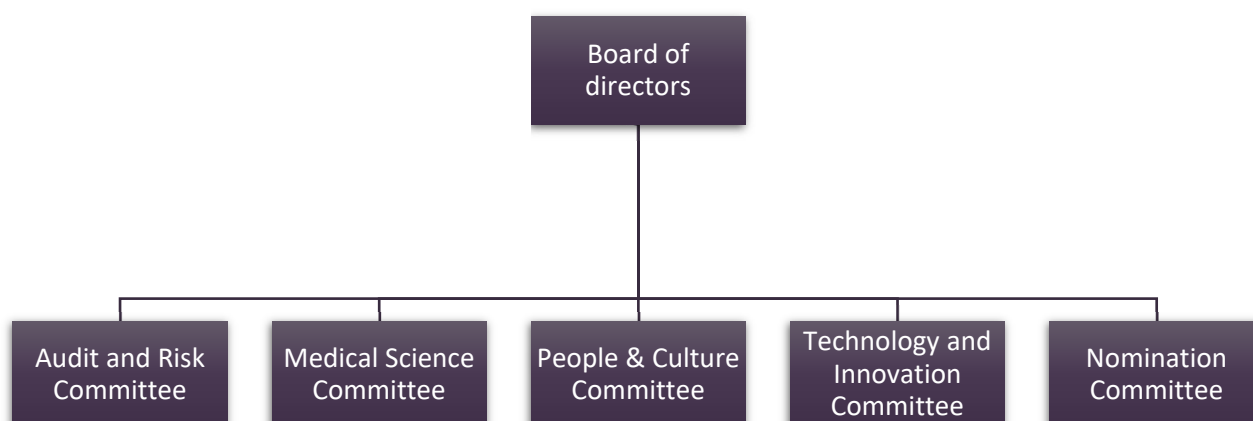 Board of
directors
Audit and Risk
Committee
Medical Science
Committee
People & Culture
Committee
Technology and
Innovation
Committee
Nomination
Committee